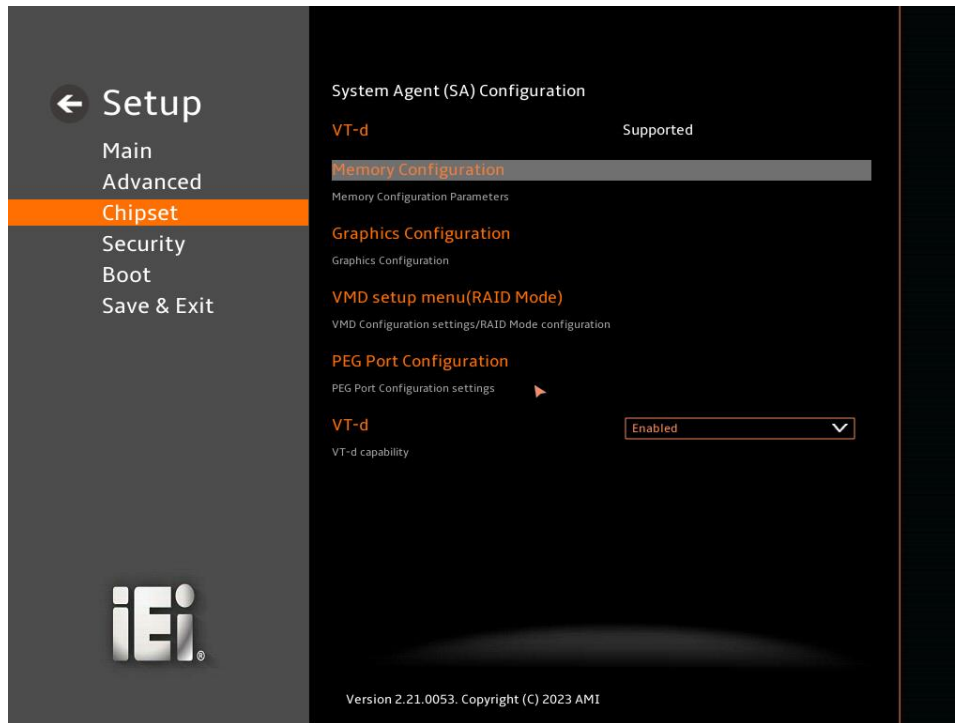 Setup
Main
Advanced
Chipset
Security
Boot
Save & Exit
System Agent (SA) Configuration
VT-d Supported
Memory Configuration
Memory Configuration Parameters
Graphics Configuration
Graphics Configuration
VMD setup menu(RAID Mode)
VMD Configuration settings/RAID Mode configuration
PEG Port Configuration
PEG Port Configuration settings
VT-d Enabled
VT-d capability
iEi®
Version 2.21.0053. Copyright (C) 2023 AMI